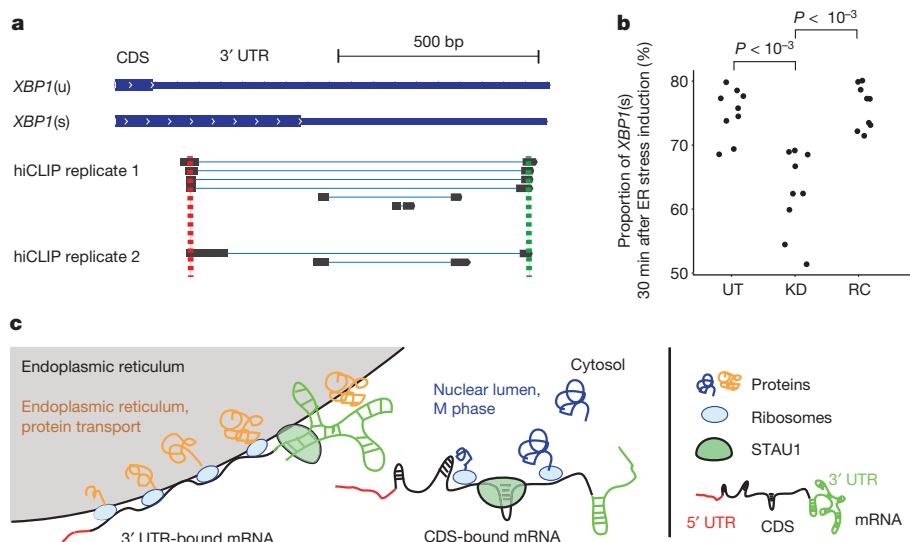 a
500 bp
CDS
3′ UTR
XBP1(u)
XBP1(s)
hiCLIP replicate 1
hiCLIP replicate 2
b
P < 10⁻³
P < 10⁻³
Proportion of XBP1(s)
30 min after ER stress induction (%)
80
70
60
50
UT
KD
RC
c
Endoplasmic reticulum
Endoplasmic reticulum,
protein transport
3′ UTR-bound mRNA
Cytosol
Nuclear lumen,
M phase
CDS-bound mRNA
Proteins
Ribosomes
STAU1
3′ UTR
5′ UTR
CDS
mRNA